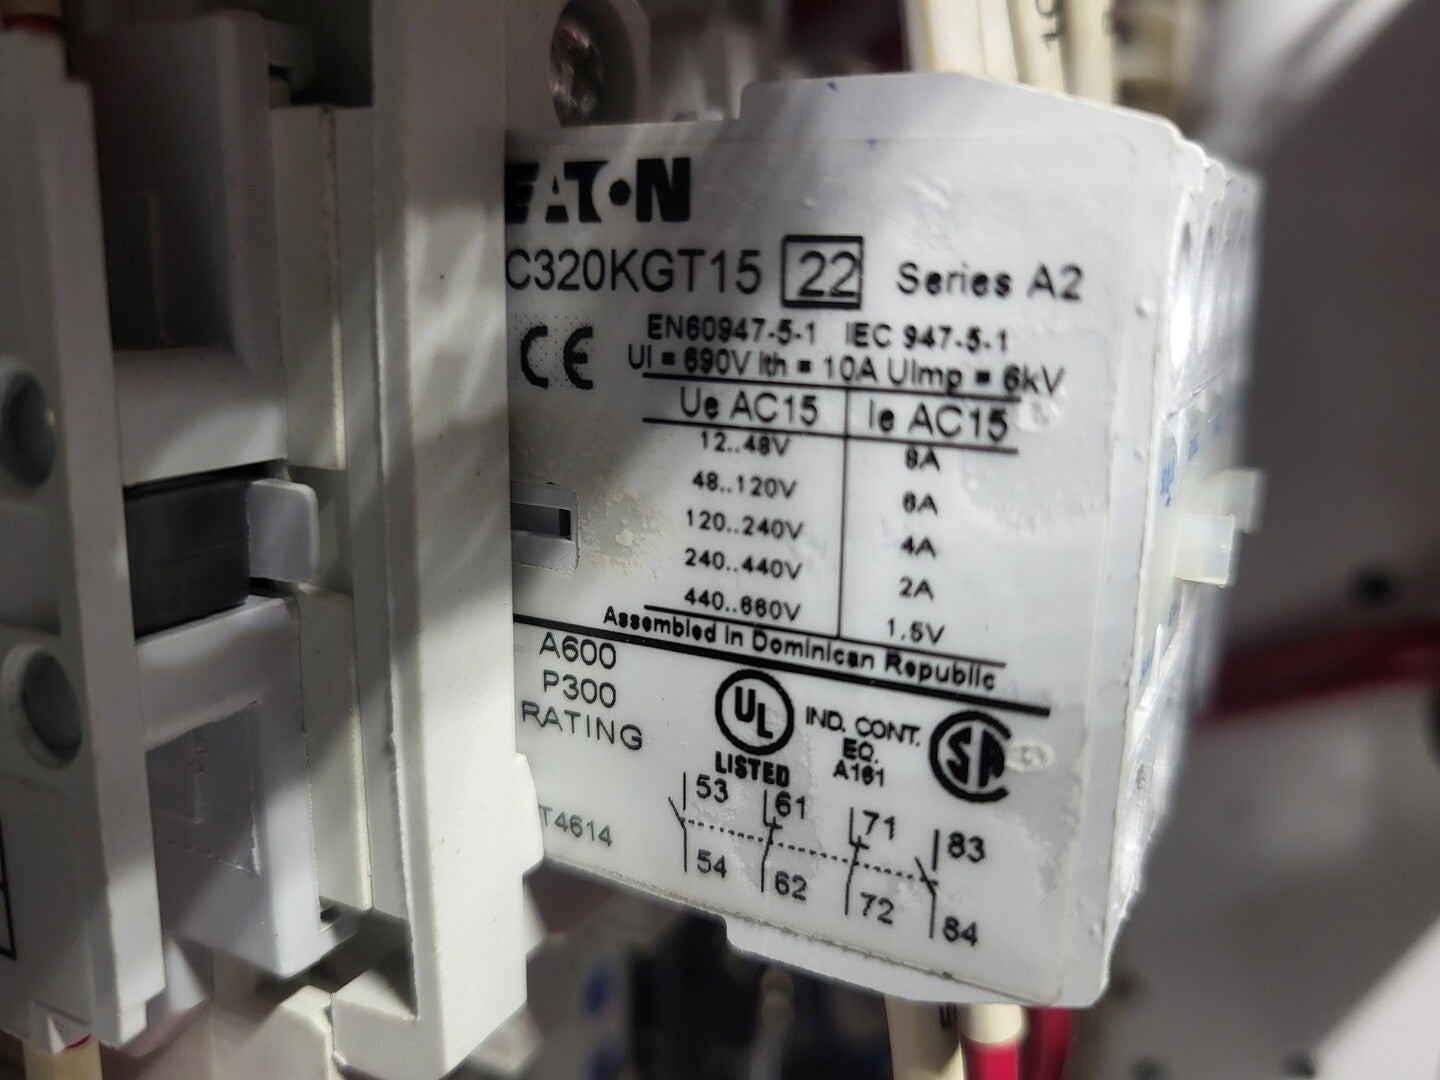 EATON
C320KGT15 22 Series A2
CE EN60947-5-1 IEC 947-5-1
UI = 690V Ith = 10A UImp = 6kV
Ue AC15 Ie AC15
12..48V 6A
48..120V 6A
120..240V 4A
240..440V 2A
440..660V 1.5V
Assembled in Dominican Republic
A600
P300
RATING
UL LISTED
IND. CONT.
EQ.
A161
SA
T4614
53 61 71 83
54 62 72 84